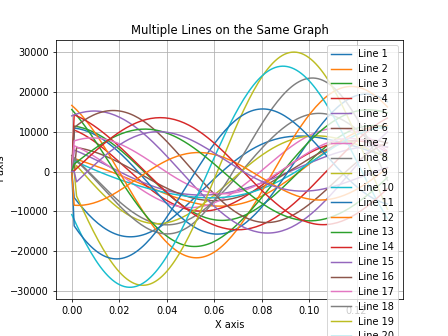 Multiple Lines on the Same Graph
30000
20000
10000
0
−10000
−20000
−30000
axis
0.00
0.02
0.04
0.06
0.08
0.10
X axis
Line 1
Line 2
Line 3
Line 4
Line 5
Line 6
Line 7
Line 8
Line 9
Line 10
Line 11
Line 12
Line 13
Line 14
Line 15
Line 16
Line 17
Line 18
Line 19
Line 20